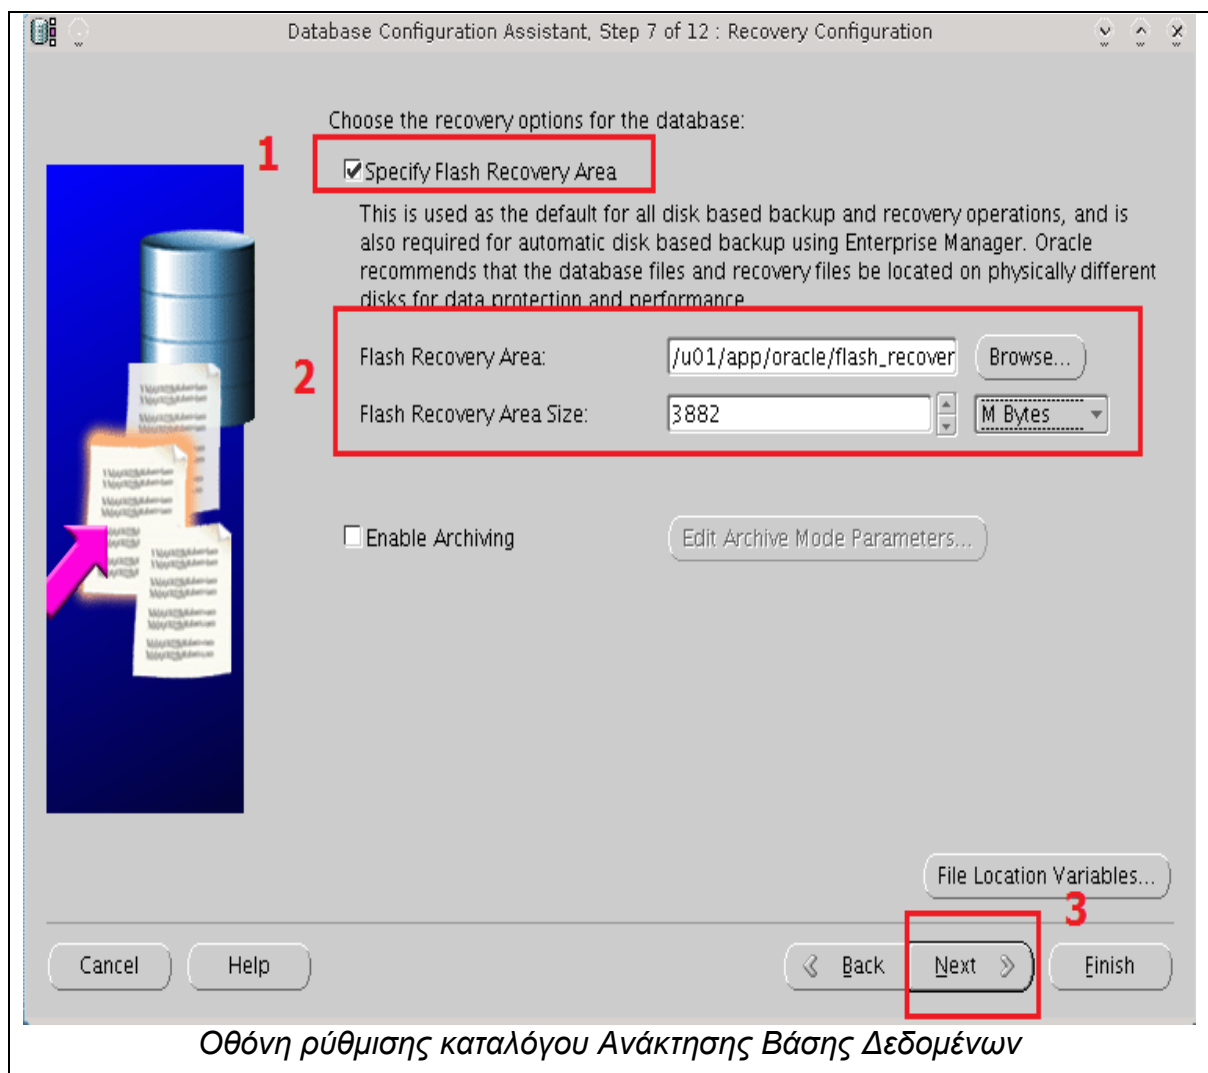 Database Configuration Assistant, Step 7 of 12 : Recovery Configuration
Choose the recovery options for the database:
1
Specify Flash Recovery Area
This is used as the default for all disk based backup and recovery operations, and is
also required for automatic disk based backup using Enterprise Manager. Oracle
recommends that the database files and recovery files be located on physically different
disks for data protection and performance.
2
Flash Recovery Area: /u01/app/oracle/flash_recover Browse...
Flash Recovery Area Size: 3882 M Bytes
Enable Archiving Edit Archive Mode Parameters...
File Location Variables...
3
Cancel Help Back Next Finish
Οθόνη ρύθμισης καταλόγου Ανάκτησης Βάσης Δεδομένων